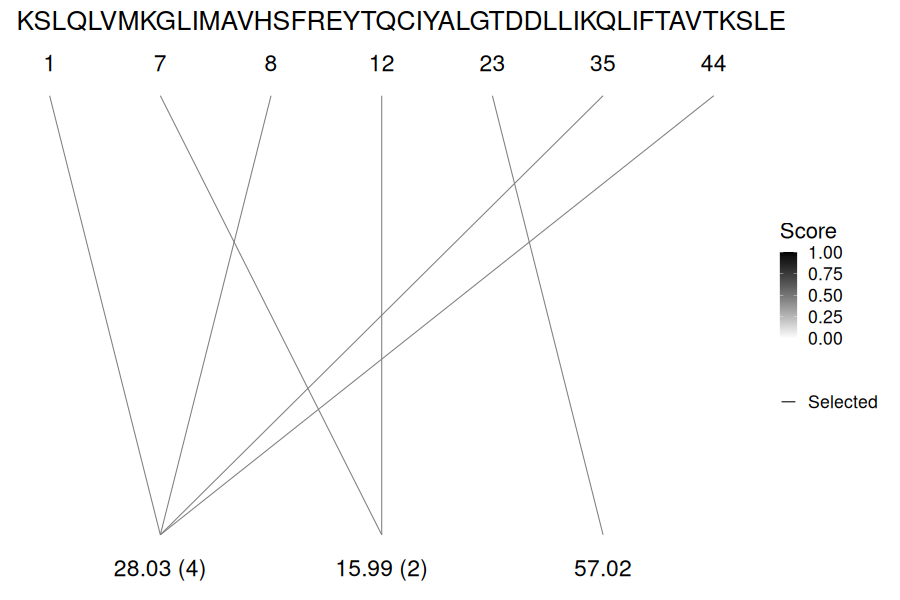 KSLQLVMKGLIMAVHSFREYTQCIYALGTDDLLIKQLIFTAVTKSLE
1 7 8 12 23 35 44
Score
1.00
0.75
0.50
0.25
0.00
Selected
28.03 (4) 15.99 (2) 57.02